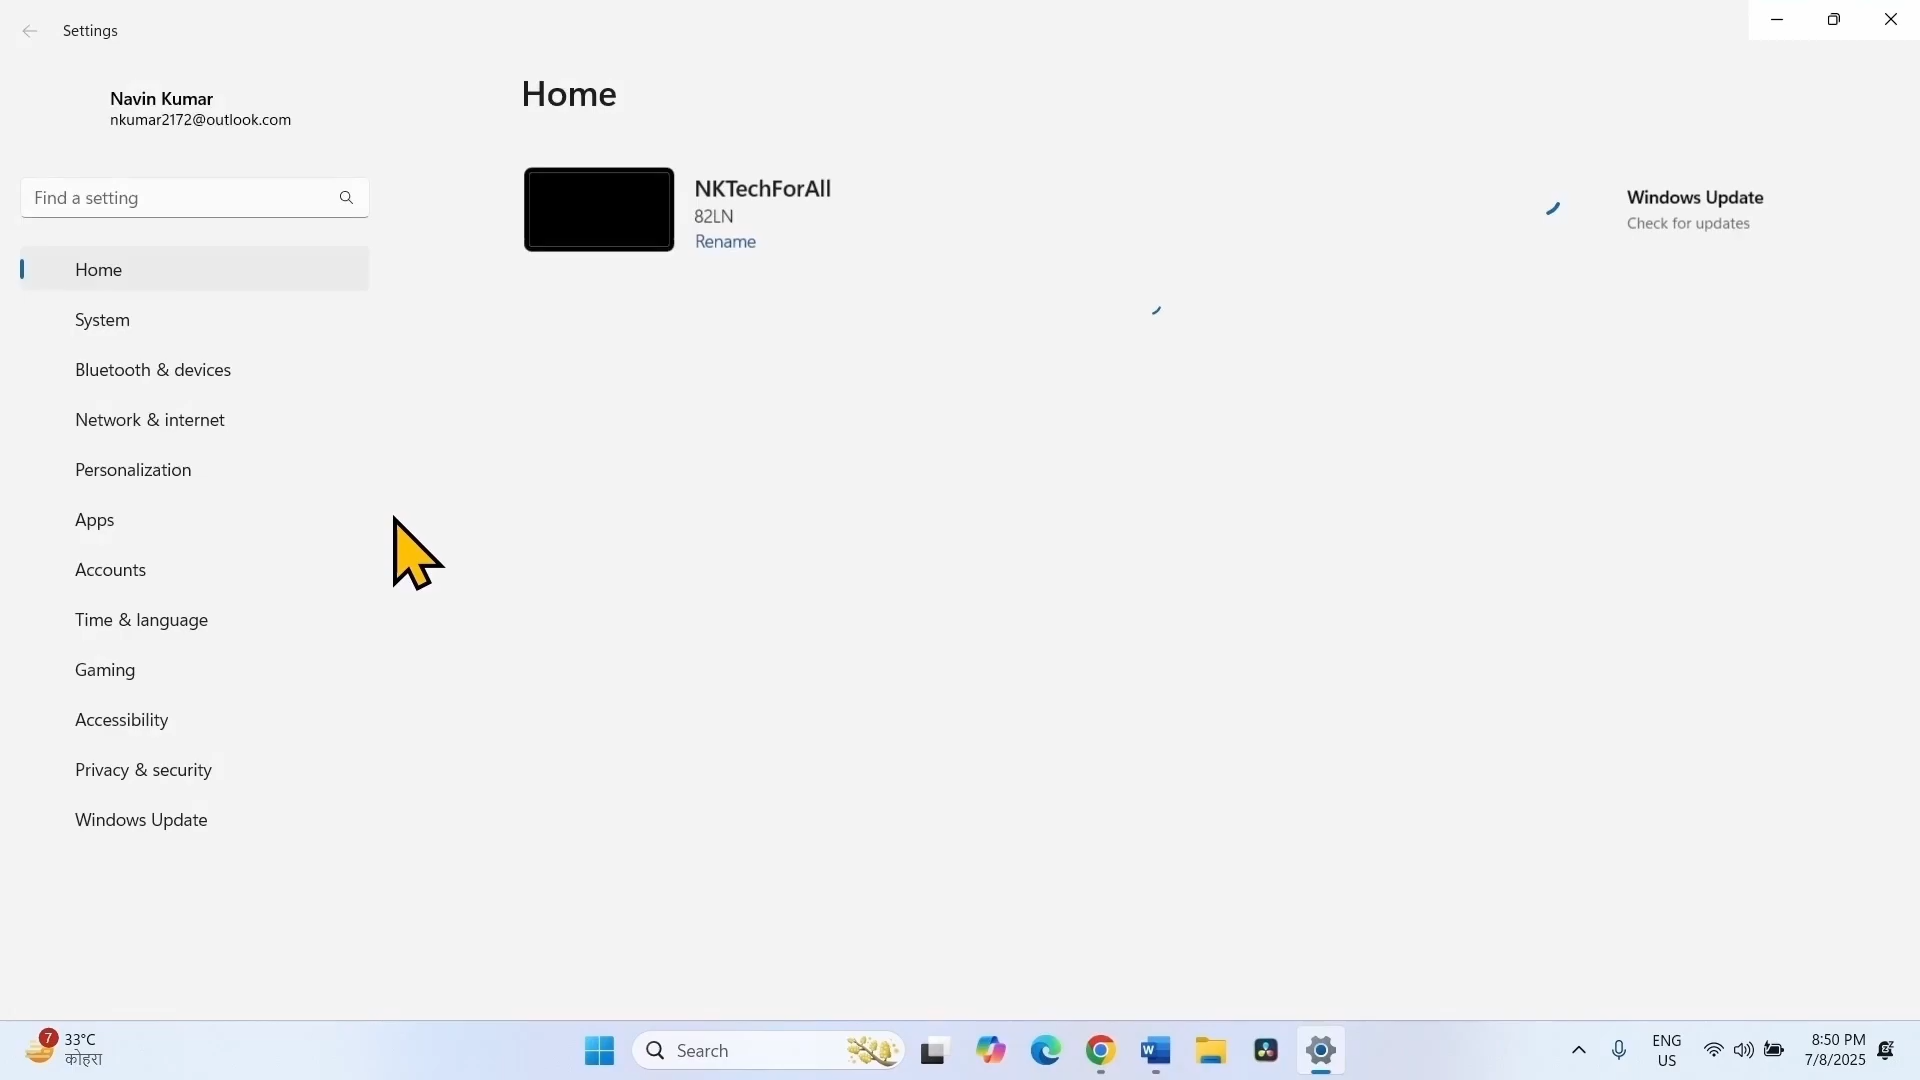 Settings
Navin Kumar
nkumar2172@outlook.com
Find a setting
Home
System
Bluetooth & devices
Network & internet
Personalization
Apps
Accounts
Time & language
Gaming
Accessibility
Privacy & security
Windows Update
Home
NKTechForAll
82LN
Rename
Windows Update
Check for updates
7
33°C
कोहरा
Search
W
ENG
US
8:50 PM
7/8/2025